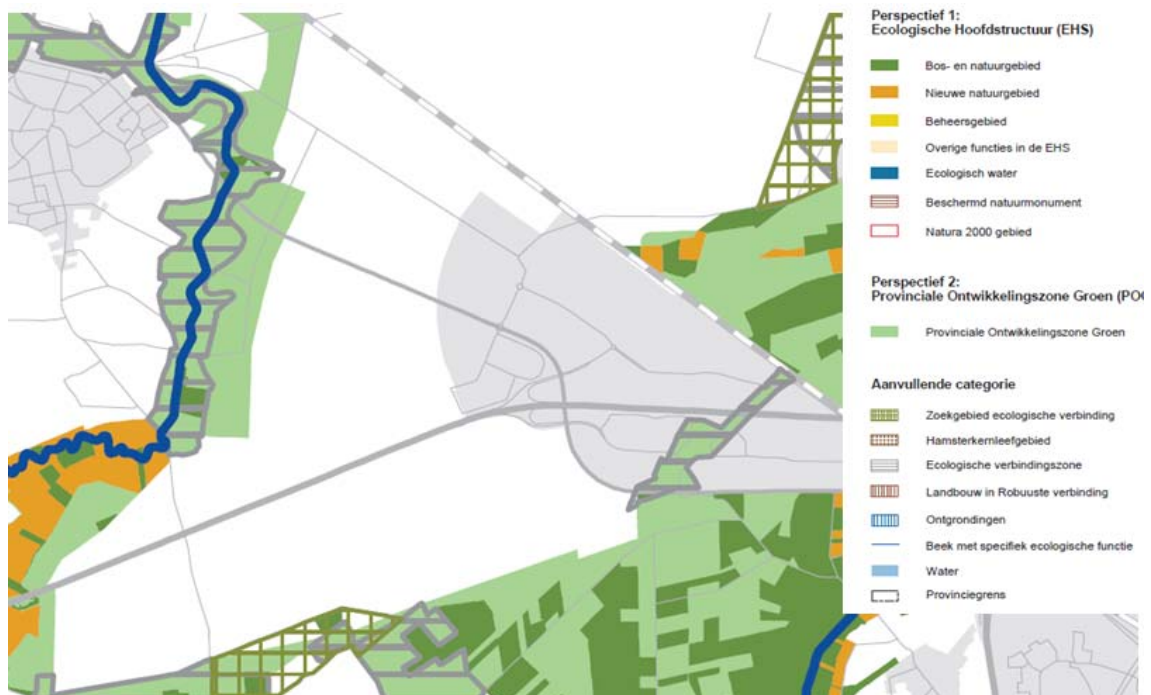 Perspectief 1:
Ecologische Hoofdstructuur (EHS)
Bos- en natuurgebied
Nieuwe natuurgebied
Beheersgebied
Overige functies in de EHS
Ecologisch water
Beschermd natuurmonument
Natura 2000 gebied
Perspectief 2:
Provinciale Ontwikkelingszone Groen (POG
Provinciale Ontwikkelingszone Groen
Aanvullende categorie
Zoekgebied ecologische verbinding
Hamsterkernleefgebied
Ecologische verbindingszone
Landbouw in Robuuste verbinding
Ontgrondingen
Beek met specifiek ecologische functie
Water
Provinciegrens